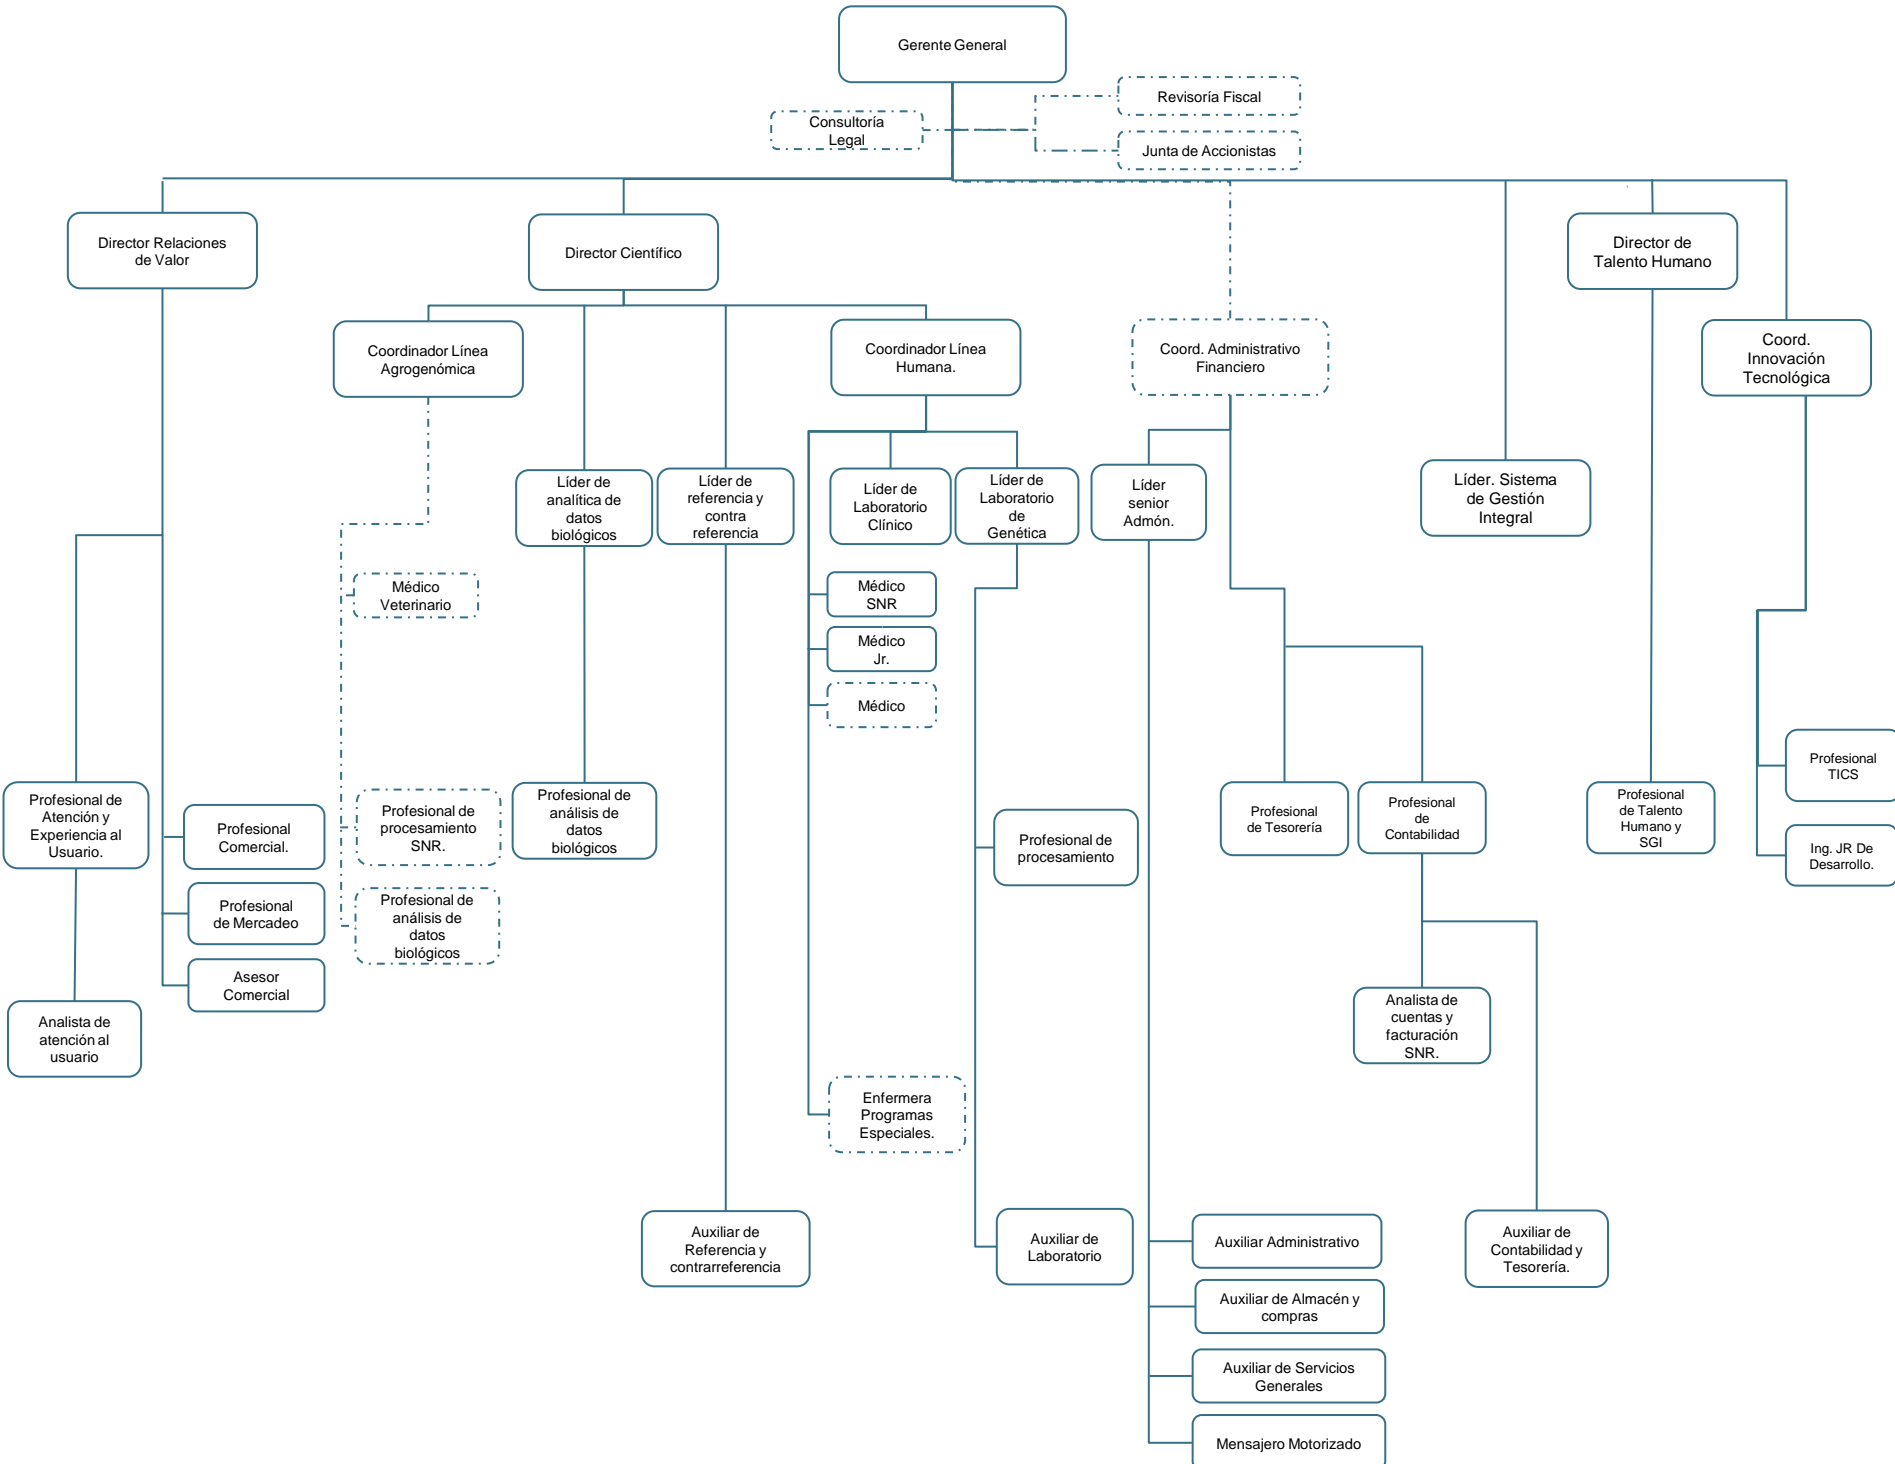 Gerente General
Revisoría Fiscal
Consultoría
Legal
Junta de Accionistas
Director Relaciones
de Valor
Director Científico
Director de
Talento Humano
Coordinador Línea
Agrogenómica
Coordinador Línea
Humana.
Coord. Administrativo
Financiero
Coord.
Innovación
Tecnológica
Líder de
analítica de
datos
biológicos
Líder de
referencia y
contra
referencia
Líder de
Laboratorio
Clínico
Líder de
Laboratorio
de
Genética
Líder
senior
Admón.
Líder. Sistema
de Gestión
Integral
Médico
Veterinario
Médico
SNR
Médico
Jr.
Médico
Profesional de
Atención y
Experiencia al
Usuario.
Profesional
Comercial.
Profesional de
procesamiento
SNR.
Profesional de
análisis de
datos
biológicos
Profesional de
procesamiento
Profesional
de Tesorería
Profesional
de
Contabilidad
Profesional
de Talento
Humano y
SGI
Profesional
TICS
Ing. JR De
Desarrollo.
Profesional
de Mercadeo
Profesional de
análisis de
datos
biológicos
Asesor
Comercial
Analista de
atención al
usuario
Analista de
cuentas y
facturación
SNR.
Enfermera
Programas
Especiales.
Auxiliar de
Referencia y
contrarreferencia
Auxiliar de
Laboratorio
Auxiliar Administrativo
Auxiliar de
Contabilidad y
Tesorería.
Auxiliar de Almacén y
compras
Auxiliar de Servicios
Generales
Mensajero Motorizado